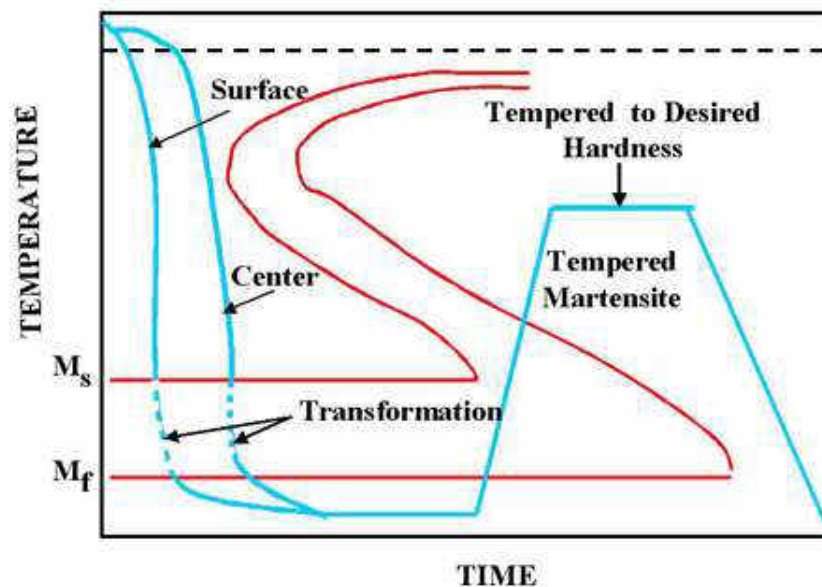 Surface
Tempered to Desired
Hardness
TEMPERATURE
Center
Tempered
Martensite
Ms
Transformation
Mf
TIME